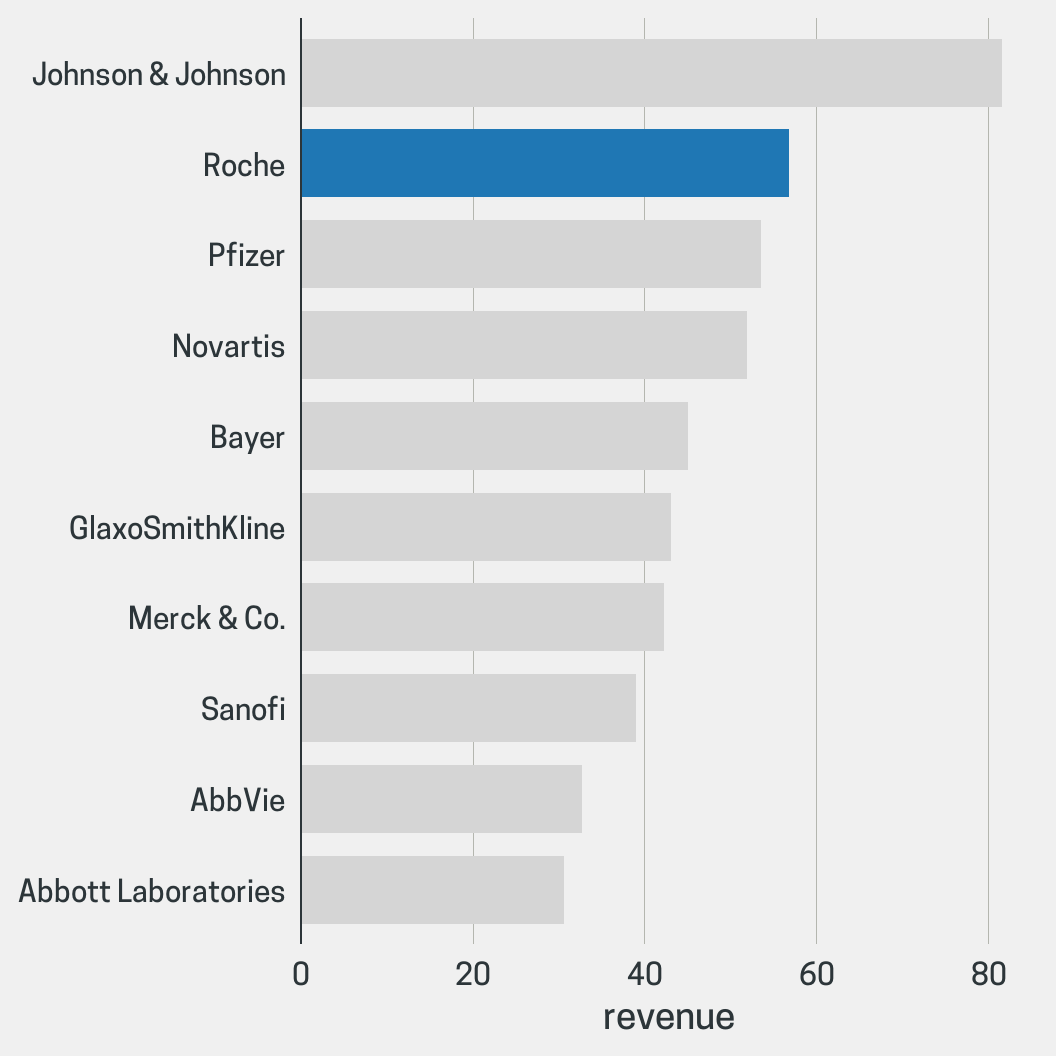 Johnson & Johnson
Roche
Pfizer
Novartis
Bayer
GlaxoSmithKline
Merck & Co.
Sanofi
AbbVie
Abbott Laboratories
0 20 40 60 80
revenue